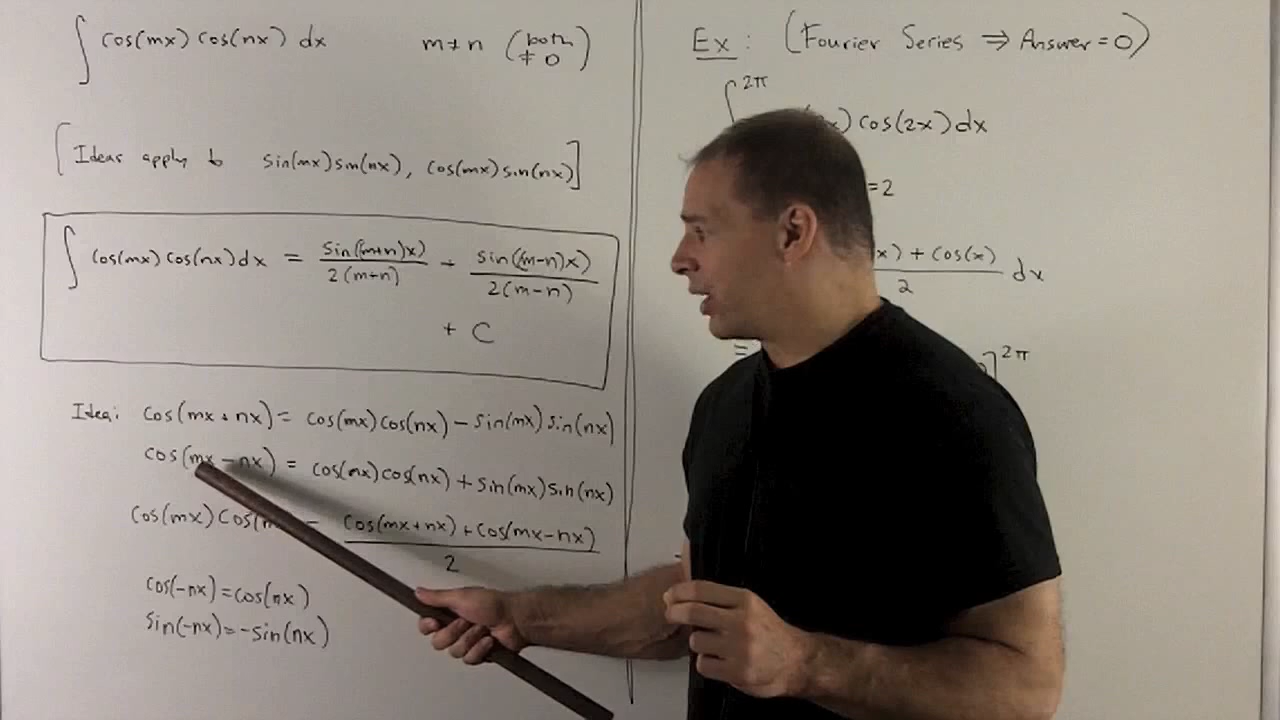 ∫ cos(mx) cos(nx) dx    m≠n (both ≠ 0)
[Ideas apply to sin(mx)sin(nx), cos(mx)sin(nx)]
∫ cos(mx) cos(nx) dx = sin((m+n)x)/2(m+n) + sin((m-n)x)/2(m-n)
+ C
Idea: cos(mx+nx) = cos(mx)cos(nx) - sin(mx)sin(nx)
cos(mx-nx) = cos(mx)cos(nx) + sin(mx)sin(nx)
cos(mx) cos( = cos(mx+nx) + cos(mx-nx)/2
cos(-nx) = cos(nx)
sin(-nx) = -sin(nx)
Ex: (Fourier Series ⇒ Answer = 0)
∫ 2π
x) cos(2x) dx
=2
x) + cos(x)/2 dx
=
] 2π